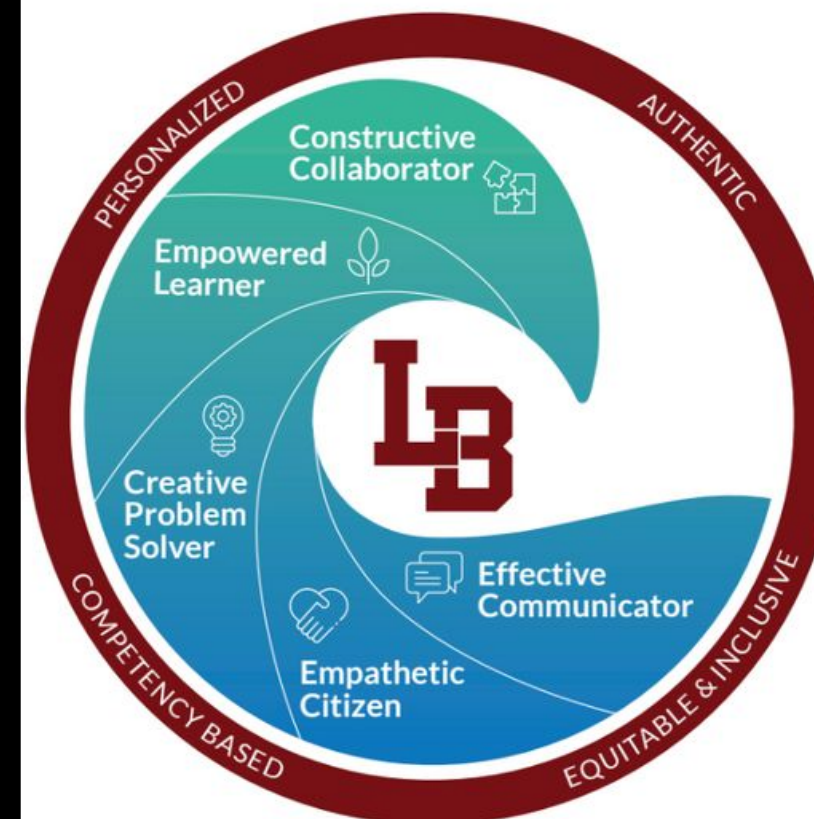 PERSONALIZED
AUTHENTIC
Constructive
Collaborator
Empowered
Learner
LB
Creative
Problem
Solver
Effective
Communicator
Empathetic
Citizen
COMPETENCY BASED
EQUITABLE & INCLUSIVE